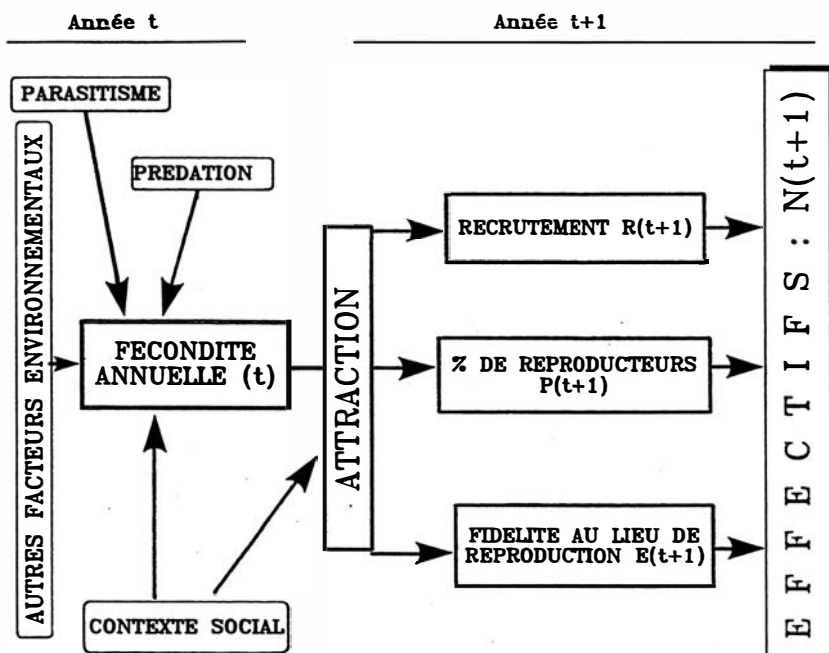 Année t
Année t+1
PARASITISME
PREDATION
AUTRES FACTEURS ENVIRONNEMENTAUX
FECONDITE
ANNUELLE (t)
CONTEXTE SOCIAL
ATTRACTION
RECRUTEMENT R(t+1)
% DE REPRODUCTEURS
P(t+1)
FIDELITE AU LIEU DE
REPRODUCTION E(t+1)
EFFECTIFS : N(t+1)